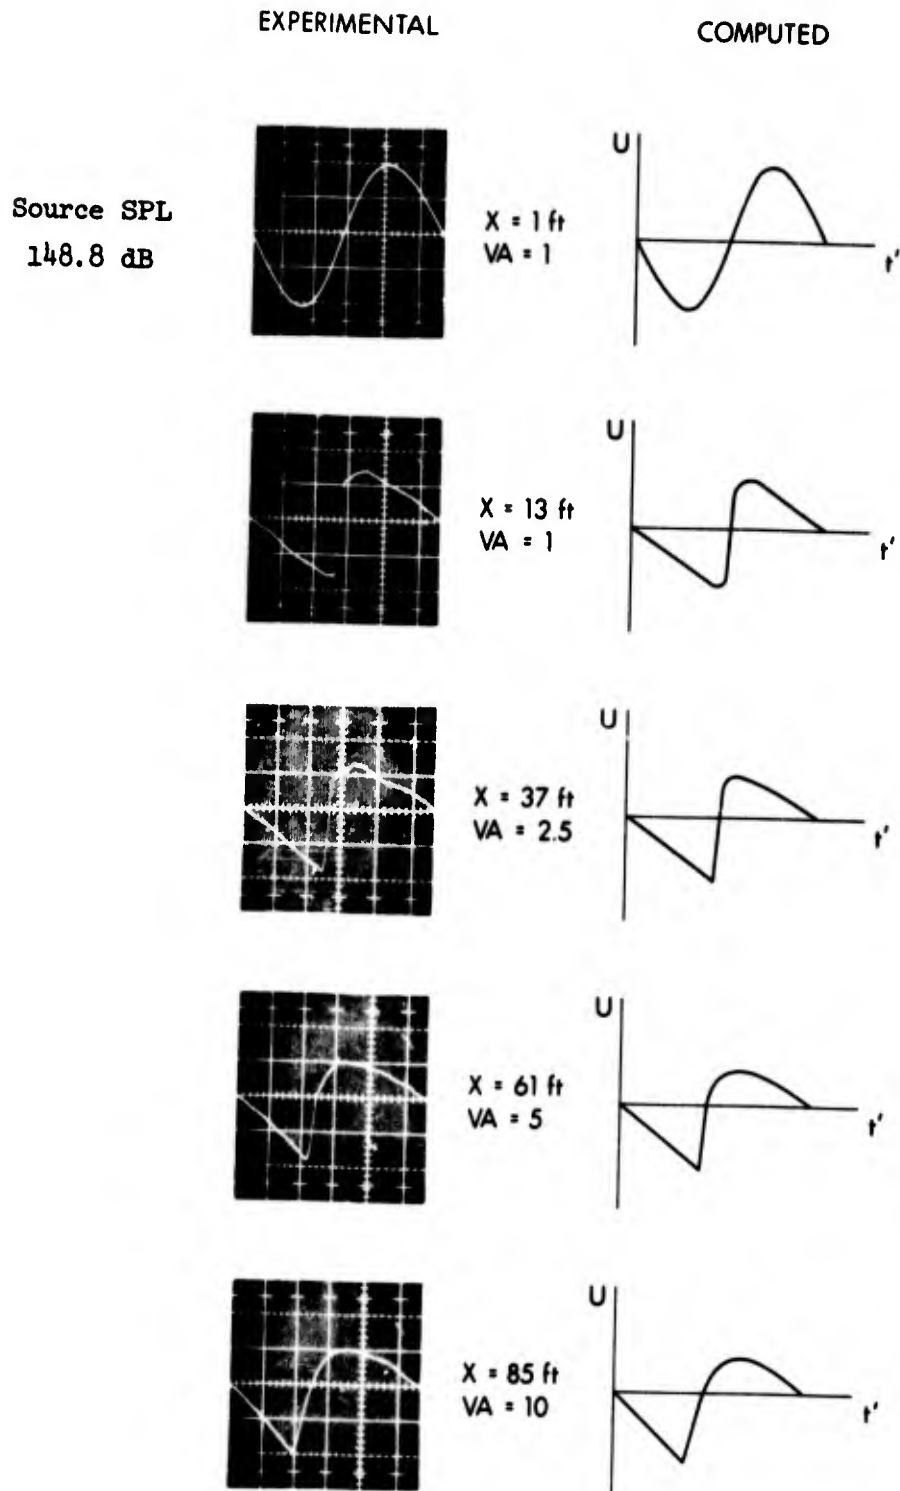 EXPERIMENTAL
COMPUTED
Source SPL
148.8 dB
X = 1 ft
VA = 1
U
t'
X = 13 ft
VA = 1
U
t'
X = 37 ft
VA = 2.5
U
t'
X = 61 ft
VA = 5
U
t'
X = 85 ft
VA = 10
U
t'